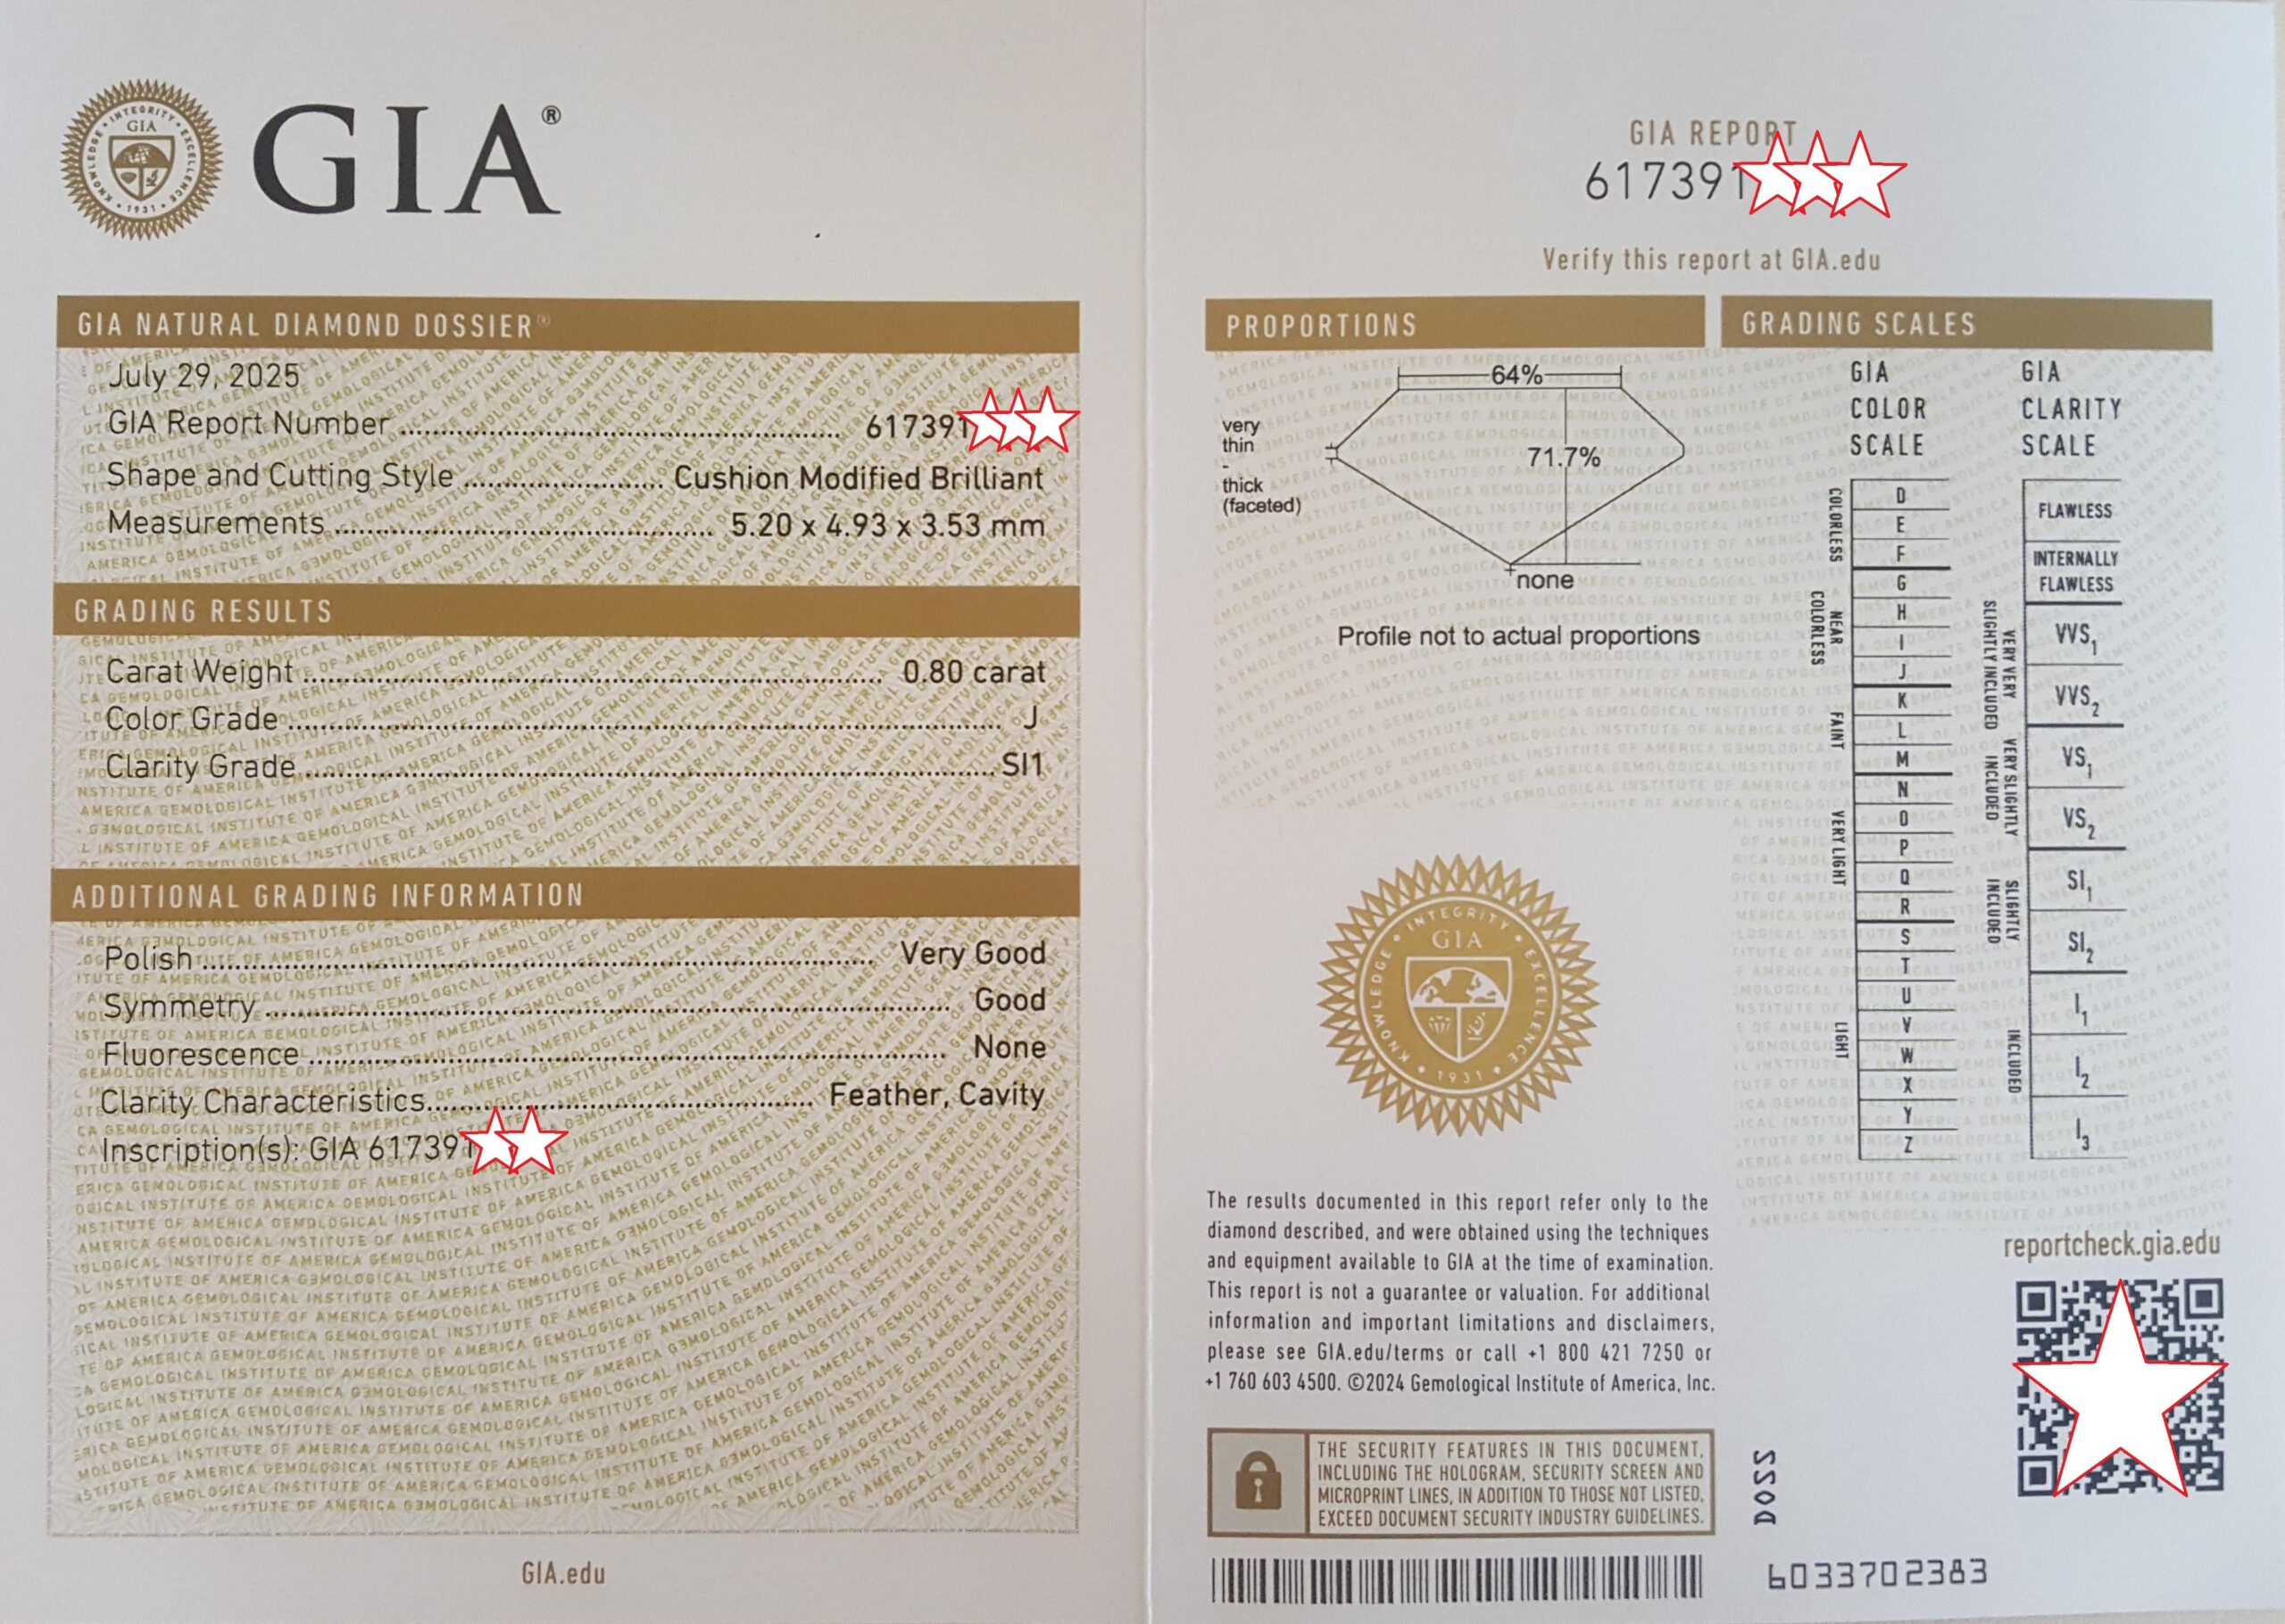 GIA®
KNOWLEDGE • INTEGRITY • EXCELLENCE
GIA
• 1931 •
GIA NATURAL DIAMOND DOSSIER®
July 29, 2025
GIA Report Number 617391
Shape and Cutting Style Cushion Modified Brilliant
Measurements 5.20 x 4.93 x 3.53 mm
GRADING RESULTS
Carat Weight 0.80 carat
Color Grade J
Clarity Grade SI1
ADDITIONAL GRADING INFORMATION
Polish Very Good
Symmetry Good
Fluorescence None
Clarity Characteristics Feather, Cavity
Inscription(s): GIA 617391
GIA.edu
GIA REPORT
617391
Verify this report at GIA.edu
PROPORTIONS
64%
very
thin
-
thick
(faceted)
71.7%
none
Profile not to actual proportions
KNOWLEDGE • INTEGRITY • EXCELLENCE
GIA
• 1931 •
The results documented in this report refer only to the
diamond described, and were obtained using the techniques
and equipment available to GIA at the time of examination.
This report is not a guarantee or valuation. For additional
information and important limitations and disclaimers,
please see GIA.edu/terms or call +1 800 421 7250 or
+1 760 603 4500. ©2024 Gemological Institute of America, Inc.
THE SECURITY FEATURES IN THIS DOCUMENT,
INCLUDING THE HOLOGRAM, SECURITY SCREEN AND
MICROPRINT LINES, IN ADDITION TO THOSE NOT LISTED,
EXCEED DOCUMENT SECURITY INDUSTRY GUIDELINES.
GRADING SCALES
GIA
COLOR
SCALE
COLORLESS
D
E
F
NEAR
COLORLESS
G
H
I
J
FAINT
K
L
M
VERY LIGHT
N
O
P
Q
R
LIGHT
S
T
U
V
W
X
Y
Z
GIA
CLARITY
SCALE
FLAWLESS
INTERNALLY
FLAWLESS
VERY VERY
SLIGHTLY INCLUDED
VVS1
VVS2
VERY SLIGHTLY
INCLUDED
VS1
VS2
SLIGHTLY
INCLUDED
SI1
SI2
INCLUDED
I1
I2
I3
reportcheck.gia.edu
DOZS
6033702383